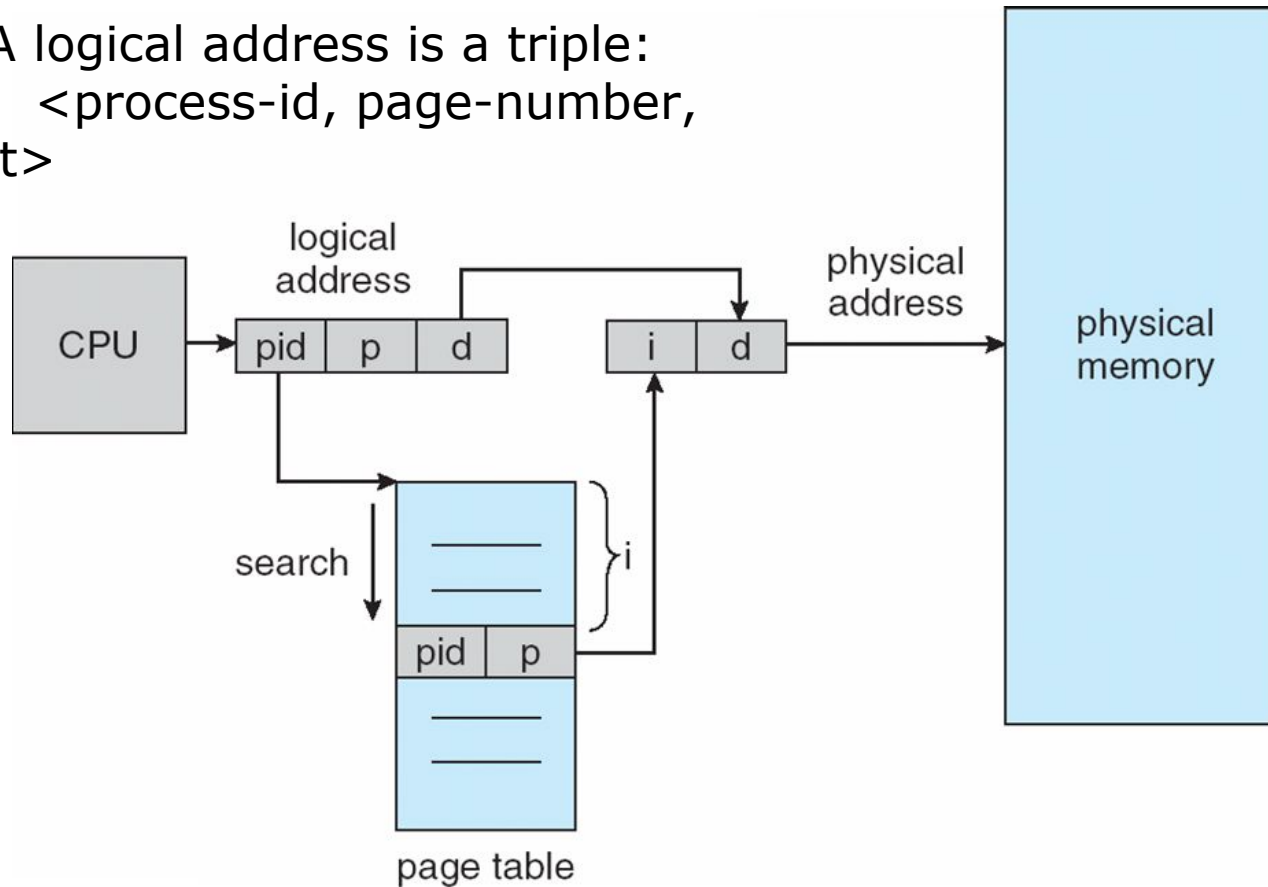 A logical address is a triple:
<process-id, page-number,
t>
logical
address
physical
address
CPU
pid p d
i d
physical
memory
search
i
pid p
page table